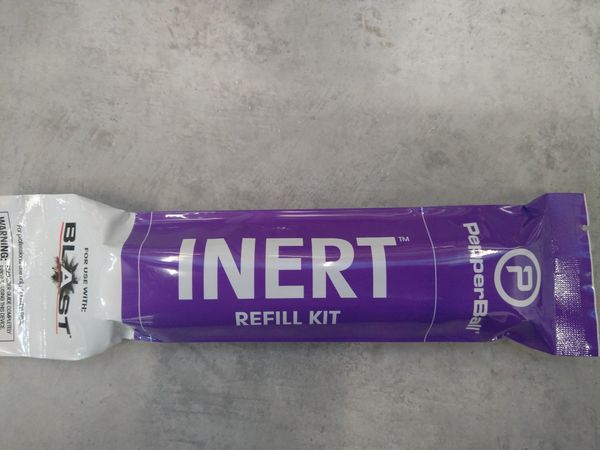 INERT™
REFILL KIT
PepperBall
P
FOR USE WITH:
BLAST
WARNING: